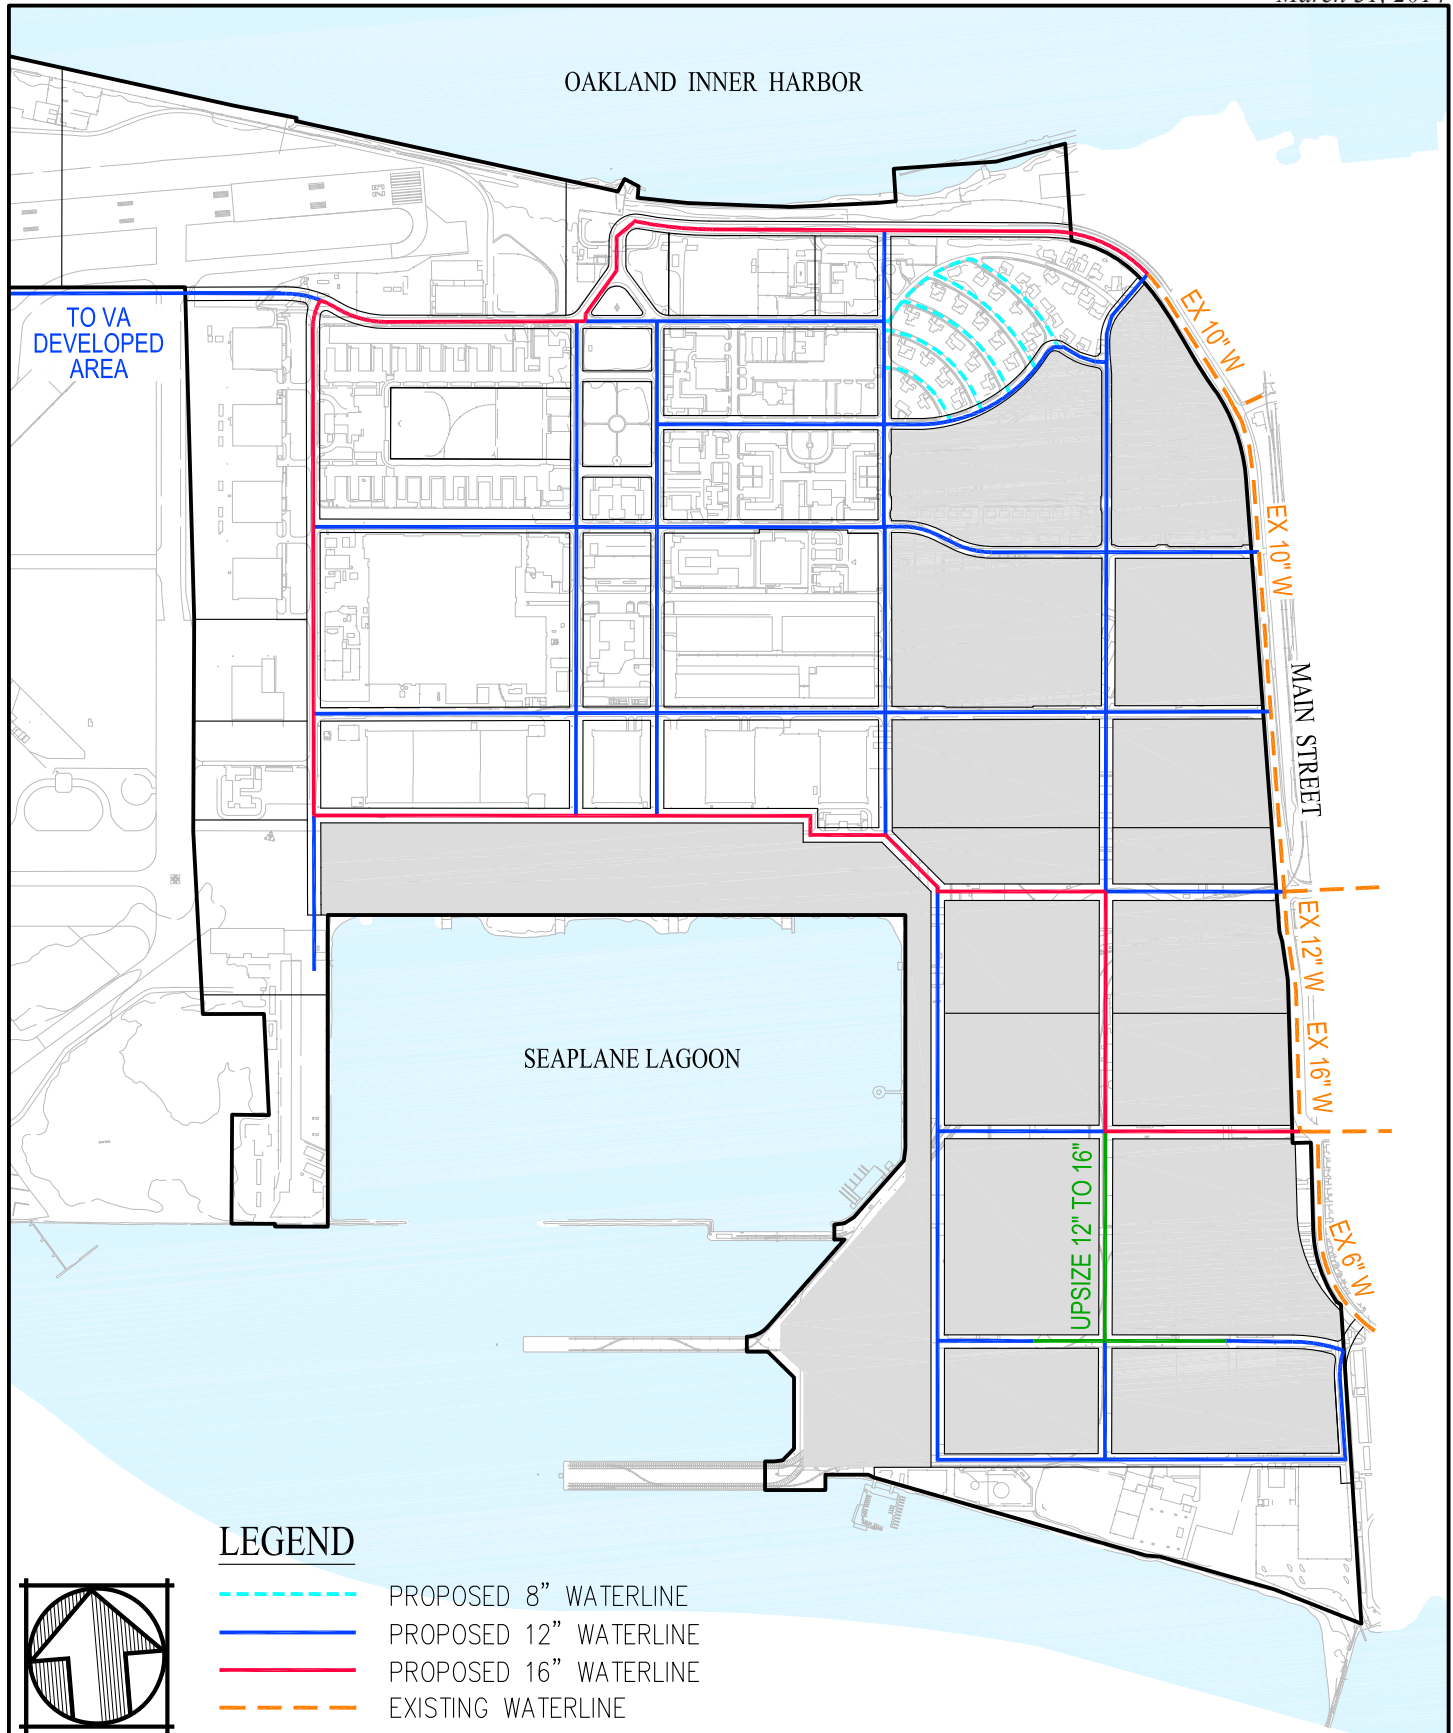 OAKLAND INNER HARBOR
TO VA
DEVELOPED
AREA
EX 10" W
EX 10" W
MAIN STREET
EX 12" W
EX 16" W
SEAPLANE LAGOON
UPSIZE 12" TO 16"
EX 6" W
LEGEND
PROPOSED 8” WATERLINE
PROPOSED 12” WATERLINE
PROPOSED 16” WATERLINE
EXISTING WATERLINE